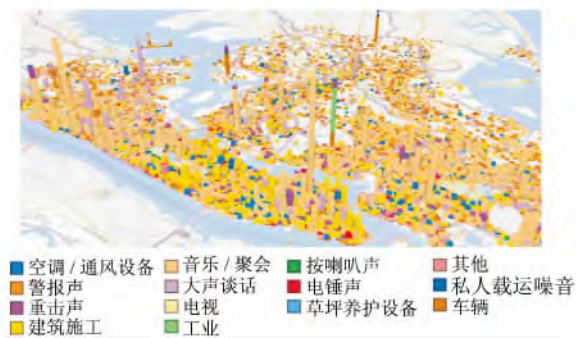 空调/通风设备 音乐/聚会 按喇叭声 其他
警报声 大声谈话 电锤声 私人载运噪音
重击声 电视 草坪养护设备 车辆
建筑施工 工业